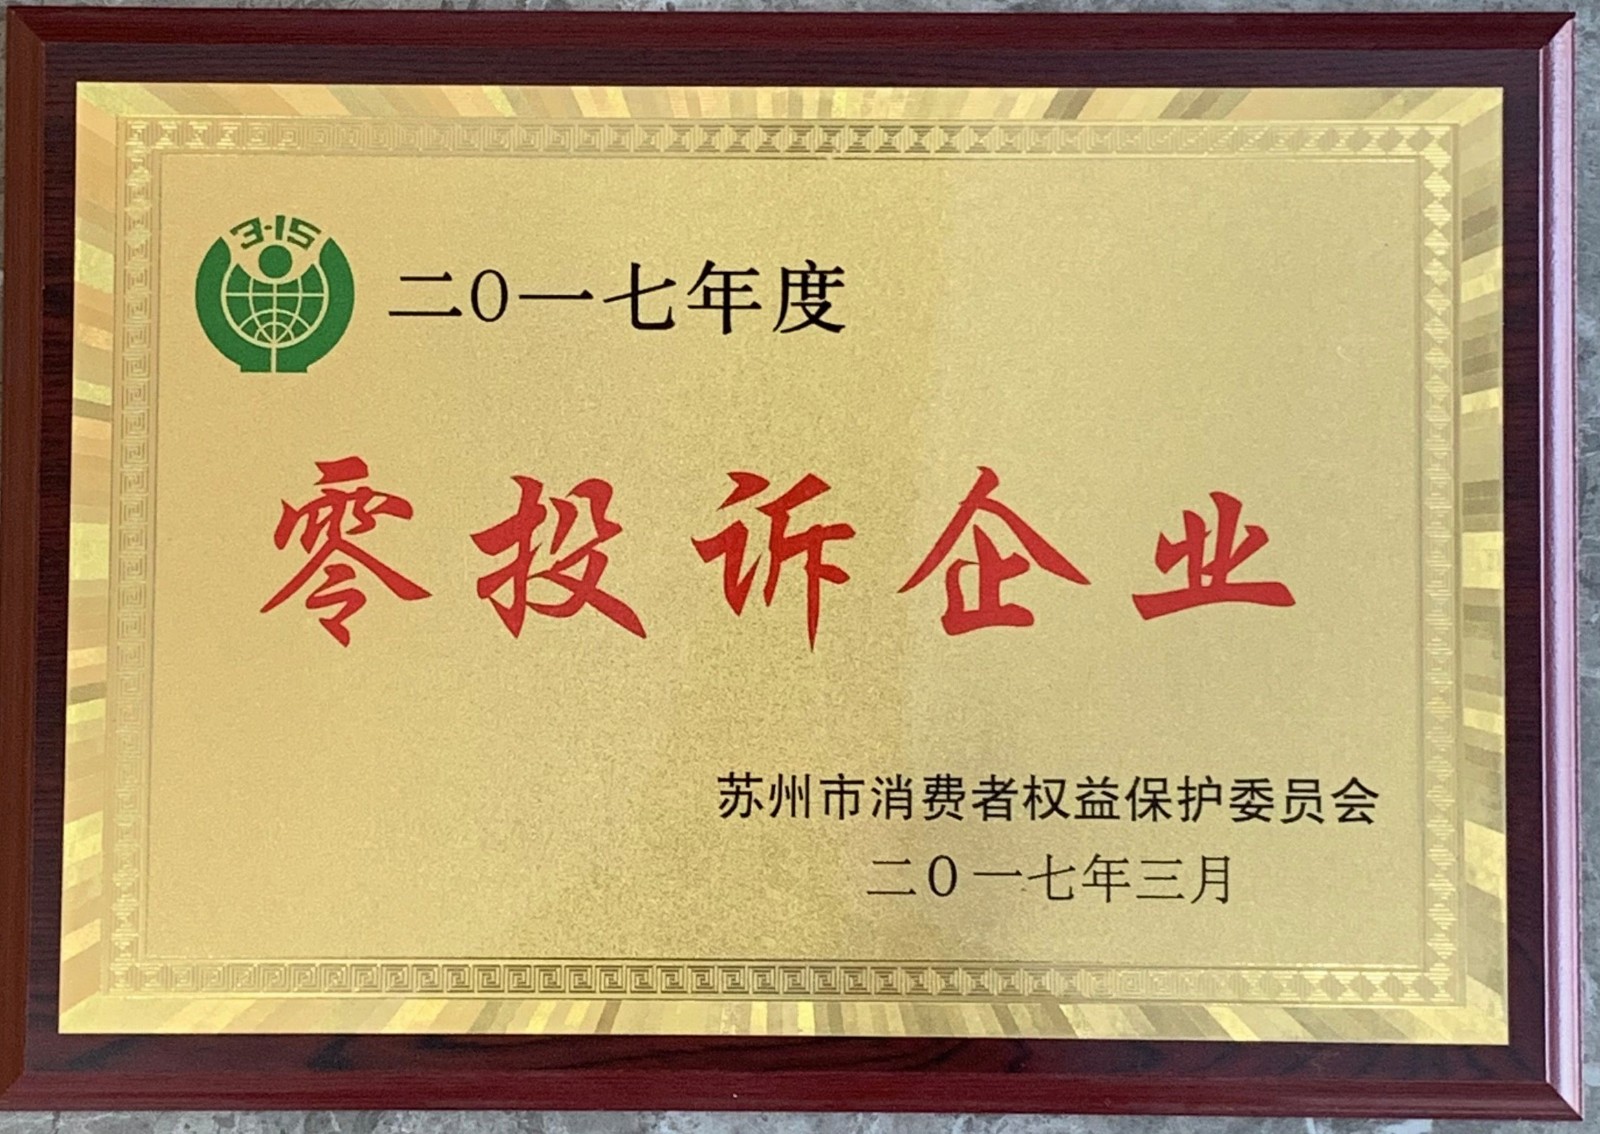 3·15
二0一七年度
零投诉企业
苏州市消费者权益保护委员会
二0一七年三月